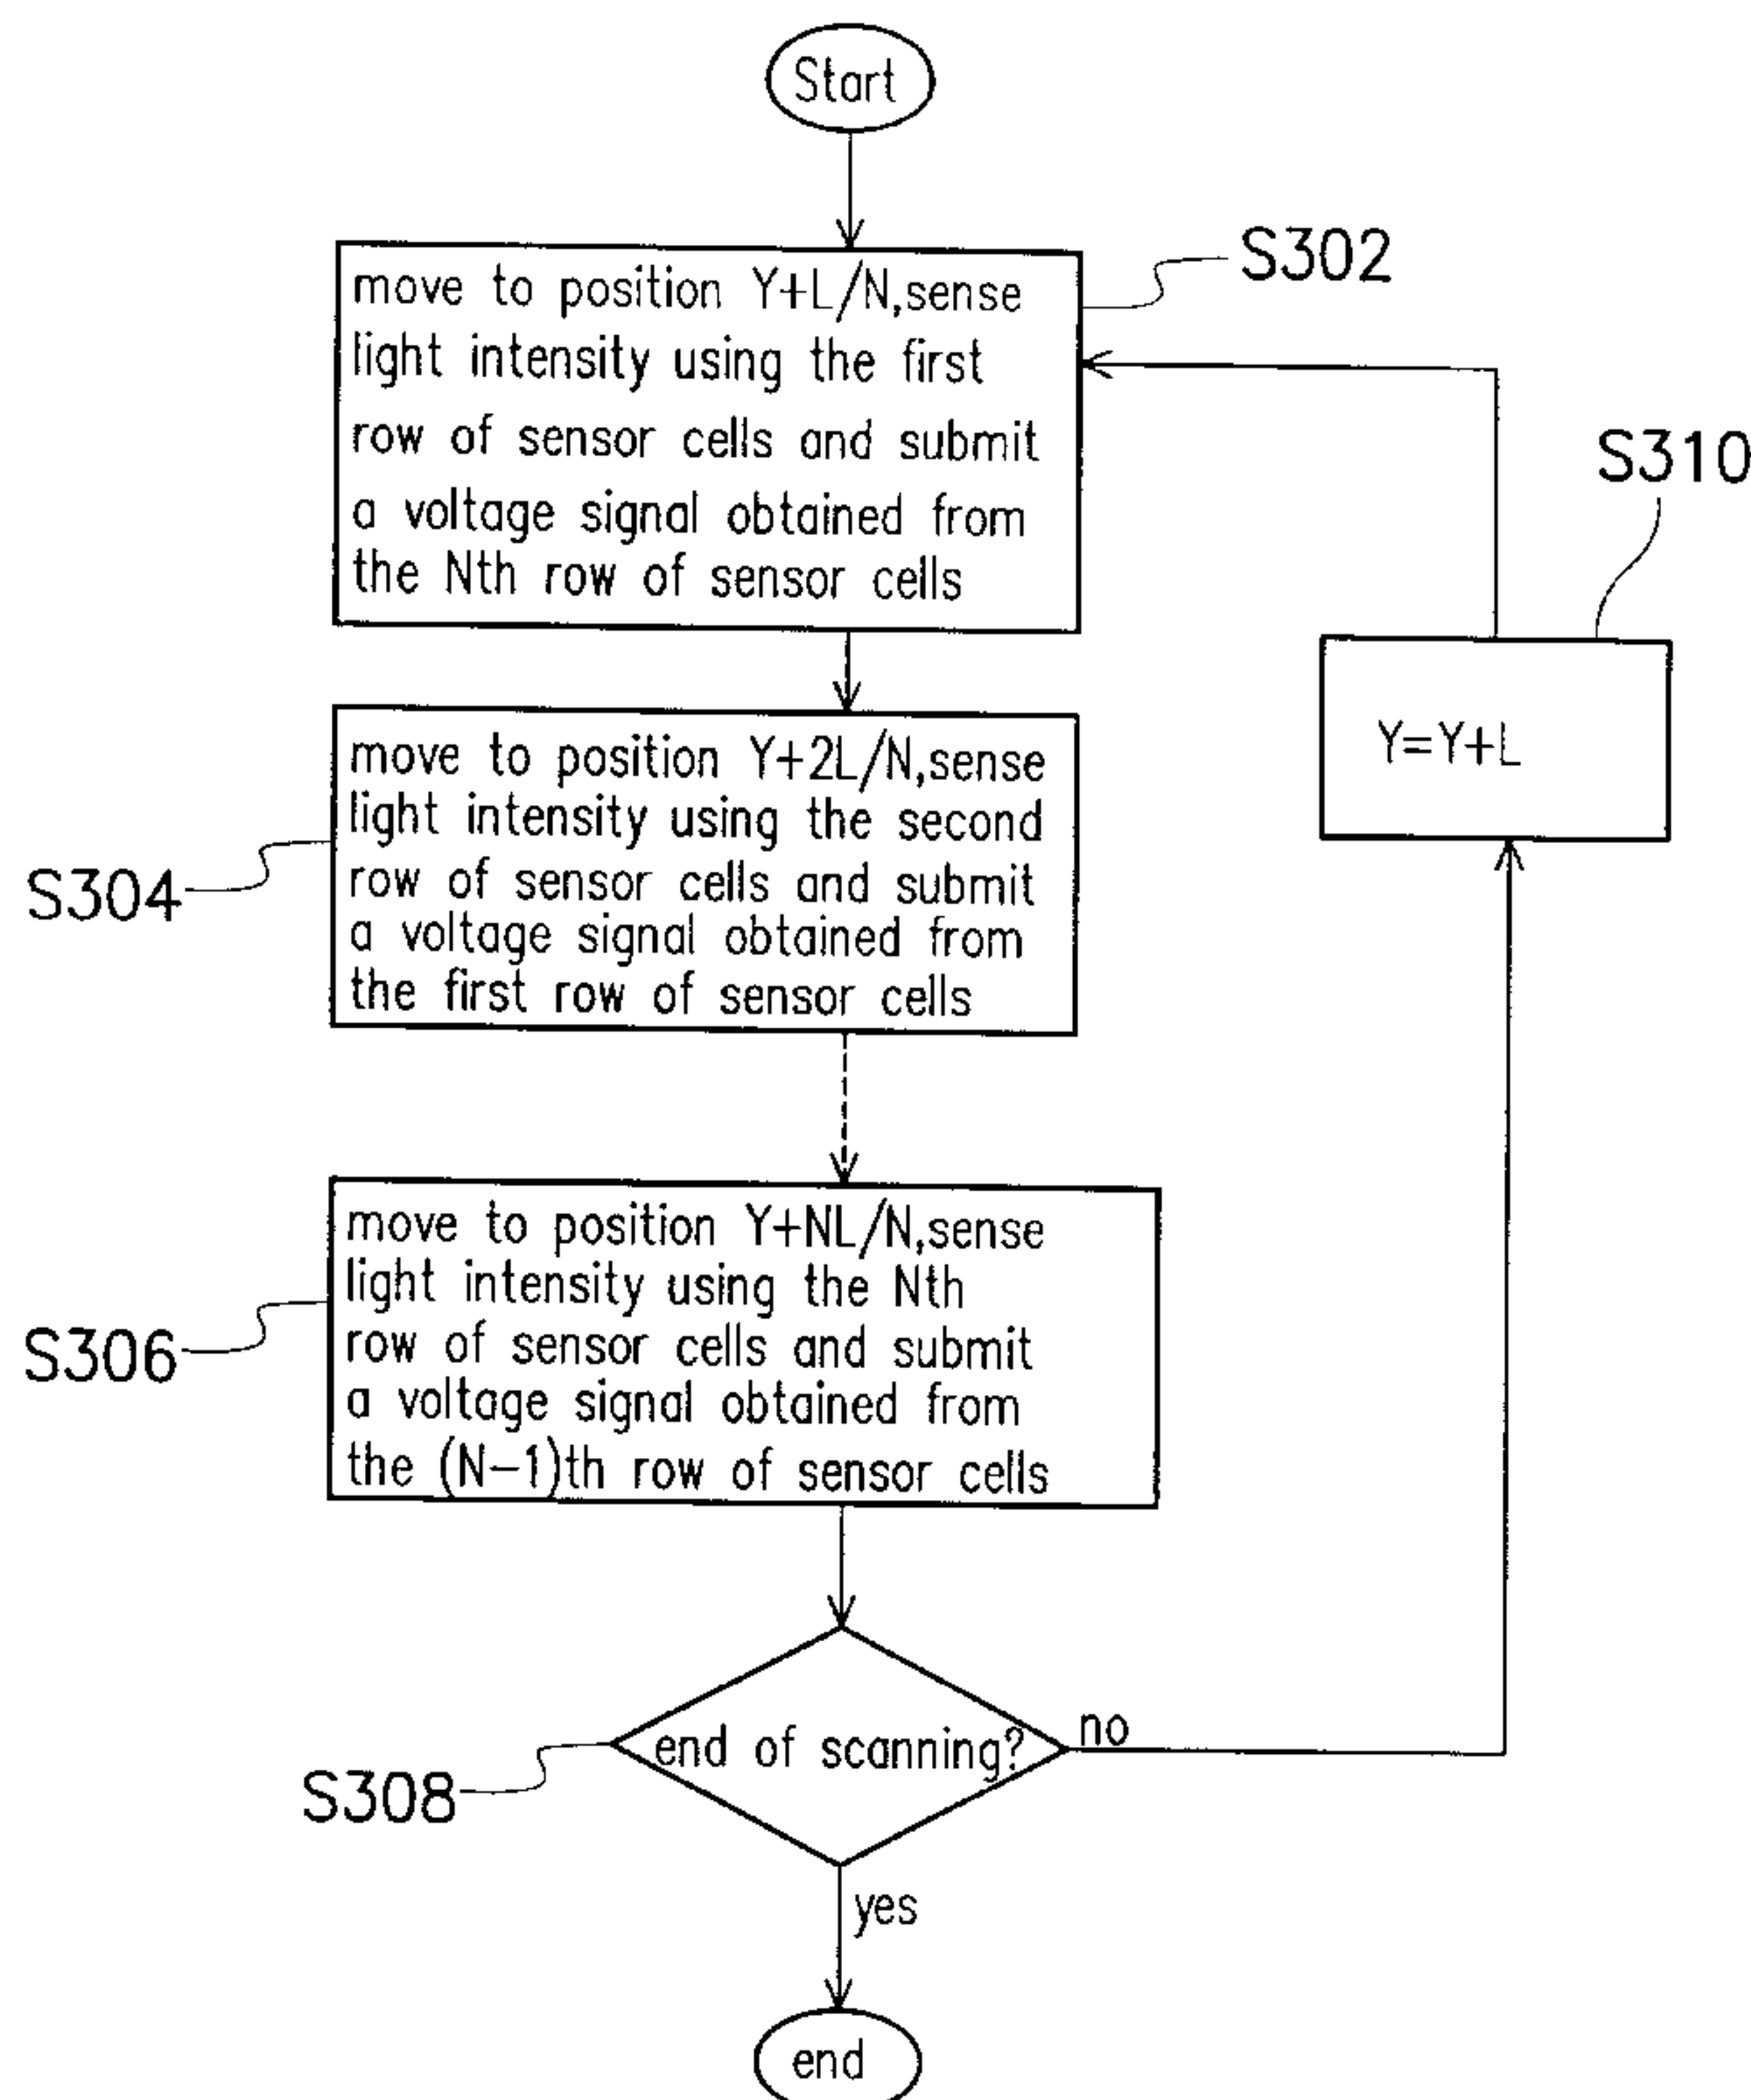 Start
move to position Y+L/N,sense
light intensity using the first
row of sensor cells and submit
a voltage signal obtained from
the Nth row of sensor cells
S302
S310
Y=Y+L
move to position Y+2L/N,sense
light intensity using the second
row of sensor cells and submit
a voltage signal obtained from
the first row of sensor cells
S304
move to position Y+NL/N,sense
light intensity using the Nth
row of sensor cells and submit
a voltage signal obtained from
the (N-1)th row of sensor cells
S306
end of scanning?
no
S308
yes
end